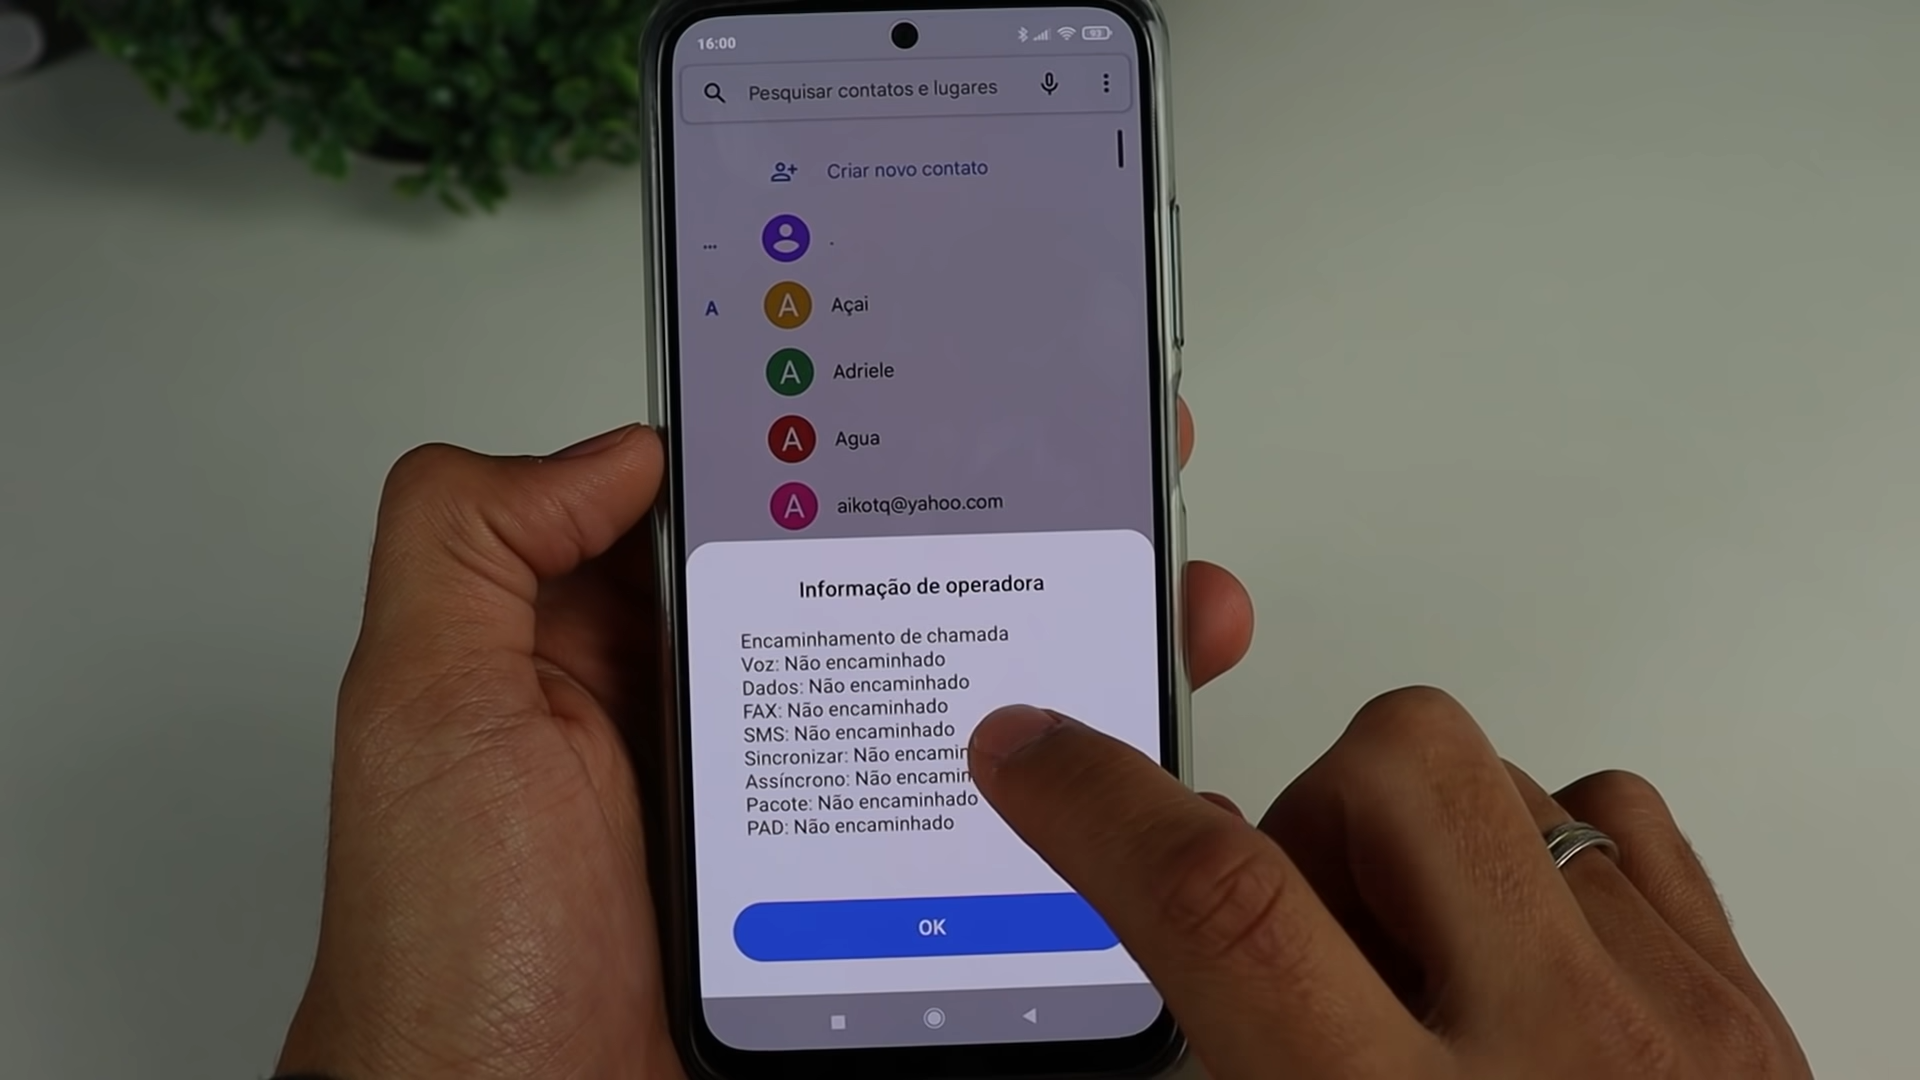 16:00
93
Pesquisar contatos e lugares
Criar novo contato
...
.
A
A
Açai
A
Adriele
A
Agua
A
aikotq@yahoo.com
Informação de operadora
Encaminhamento de chamada
Voz: Não encaminhado
Dados: Não encaminhado
FAX: Não encaminhado
SMS: Não encaminhado
Sincronizar: Não encamin
Assíncrono: Não encamin
Pacote: Não encaminhado
PAD: Não encaminhado
OK